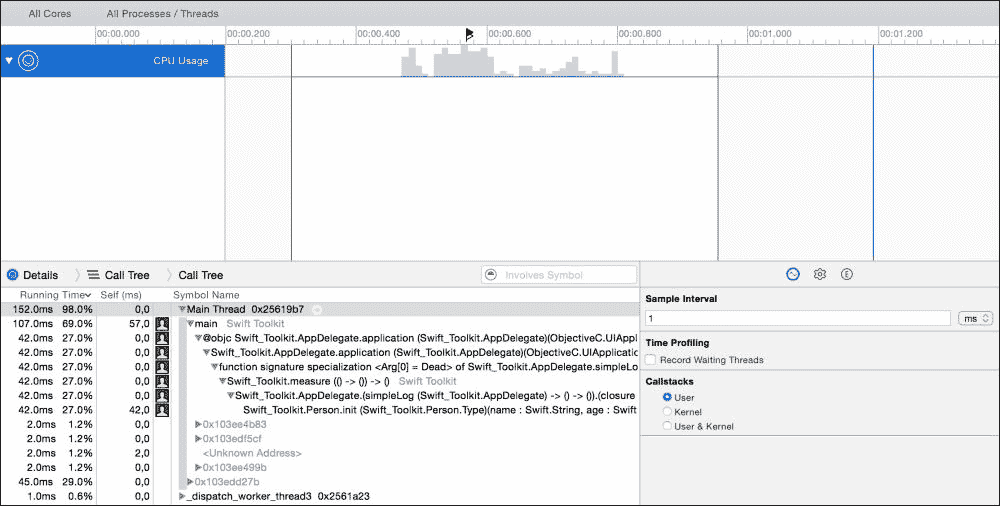 All Cores All Processes / Threads
00:00.000 00:00.200 00:00.400 00:00.600 00:00.800 00:01.000 00:01.200
CPU Usage
Details Call Tree Call Tree Involves Symbol
Running Time Self (ms) Symbol Name
152.0ms 98.0% 0,0 Main Thread 0x25619b7
107.0ms 69.0% 57,0 main Swift Toolkit
42.0ms 27.0% 0,0 @objc Swift_Toolkit.AppDelegate.application (Swift_Toolkit.AppDelegate)(ObjectiveC.UIAppl
42.0ms 27.0% 0,0 Swift_Toolkit.AppDelegate.application (Swift_Toolkit.AppDelegate)(ObjectiveC.UIApplicatio
42.0ms 27.0% 0,0 function signature specialization <Arg[0] = Dead> of Swift_Toolkit.AppDelegate.simpleLo
42.0ms 27.0% 0,0 Swift_Toolkit.measure (() -> ()) -> () Swift Toolkit
42.0ms 27.0% 0,0 Swift_Toolkit.AppDelegate.(simpleLog (Swift_Toolkit.AppDelegate) -> () -> ()).(closure
42.0ms 27.0% 42,0 Swift_Toolkit.Person.init (Swift_Toolkit.Person.Type)(name : Swift.String, age : Swift
2.0ms 1.2% 0,0 0x103ee4b83
2.0ms 1.2% 0,0 0x103edf5cf
2.0ms 1.2% 2,0 <Unknown Address>
2.0ms 1.2% 0,0 0x103ee499b
45.0ms 29.0% 0,0 0x103edd27b
1.0ms 0.6% 0,0 _dispatch_worker_thread3 0x2561a23
E
Sample Interval
1 ms
Time Profiling
Record Waiting Threads
Callstacks
User
Kernel
User & Kernel